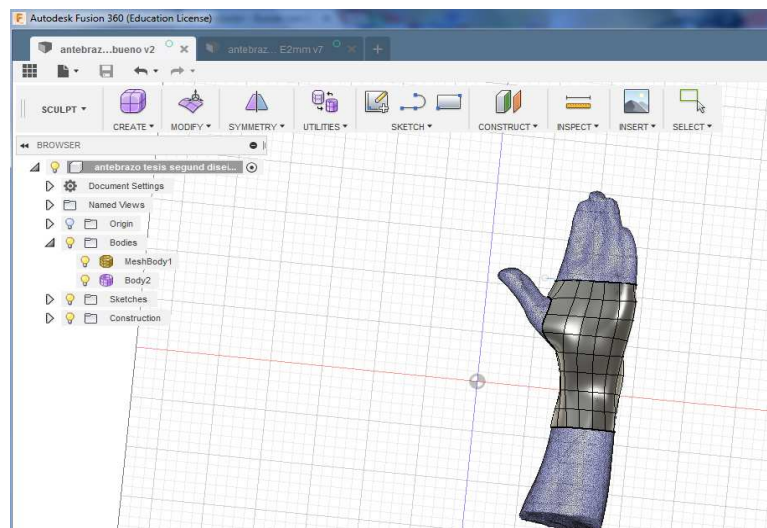 Autodesk Fusion 360 (Education License)
antebraz...bueno v2
antebraz... E2mm v7
SCULPT
CREATE
MODIFY
SYMMETRY
UTILITIES
SKETCH
CONSTRUCT
INSPECT
INSERT
SELECT
BROWSER
antebrazo tesis segund disei...
Document Settings
Named Views
Origin
Bodies
MeshBody1
Body2
Sketches
Construction